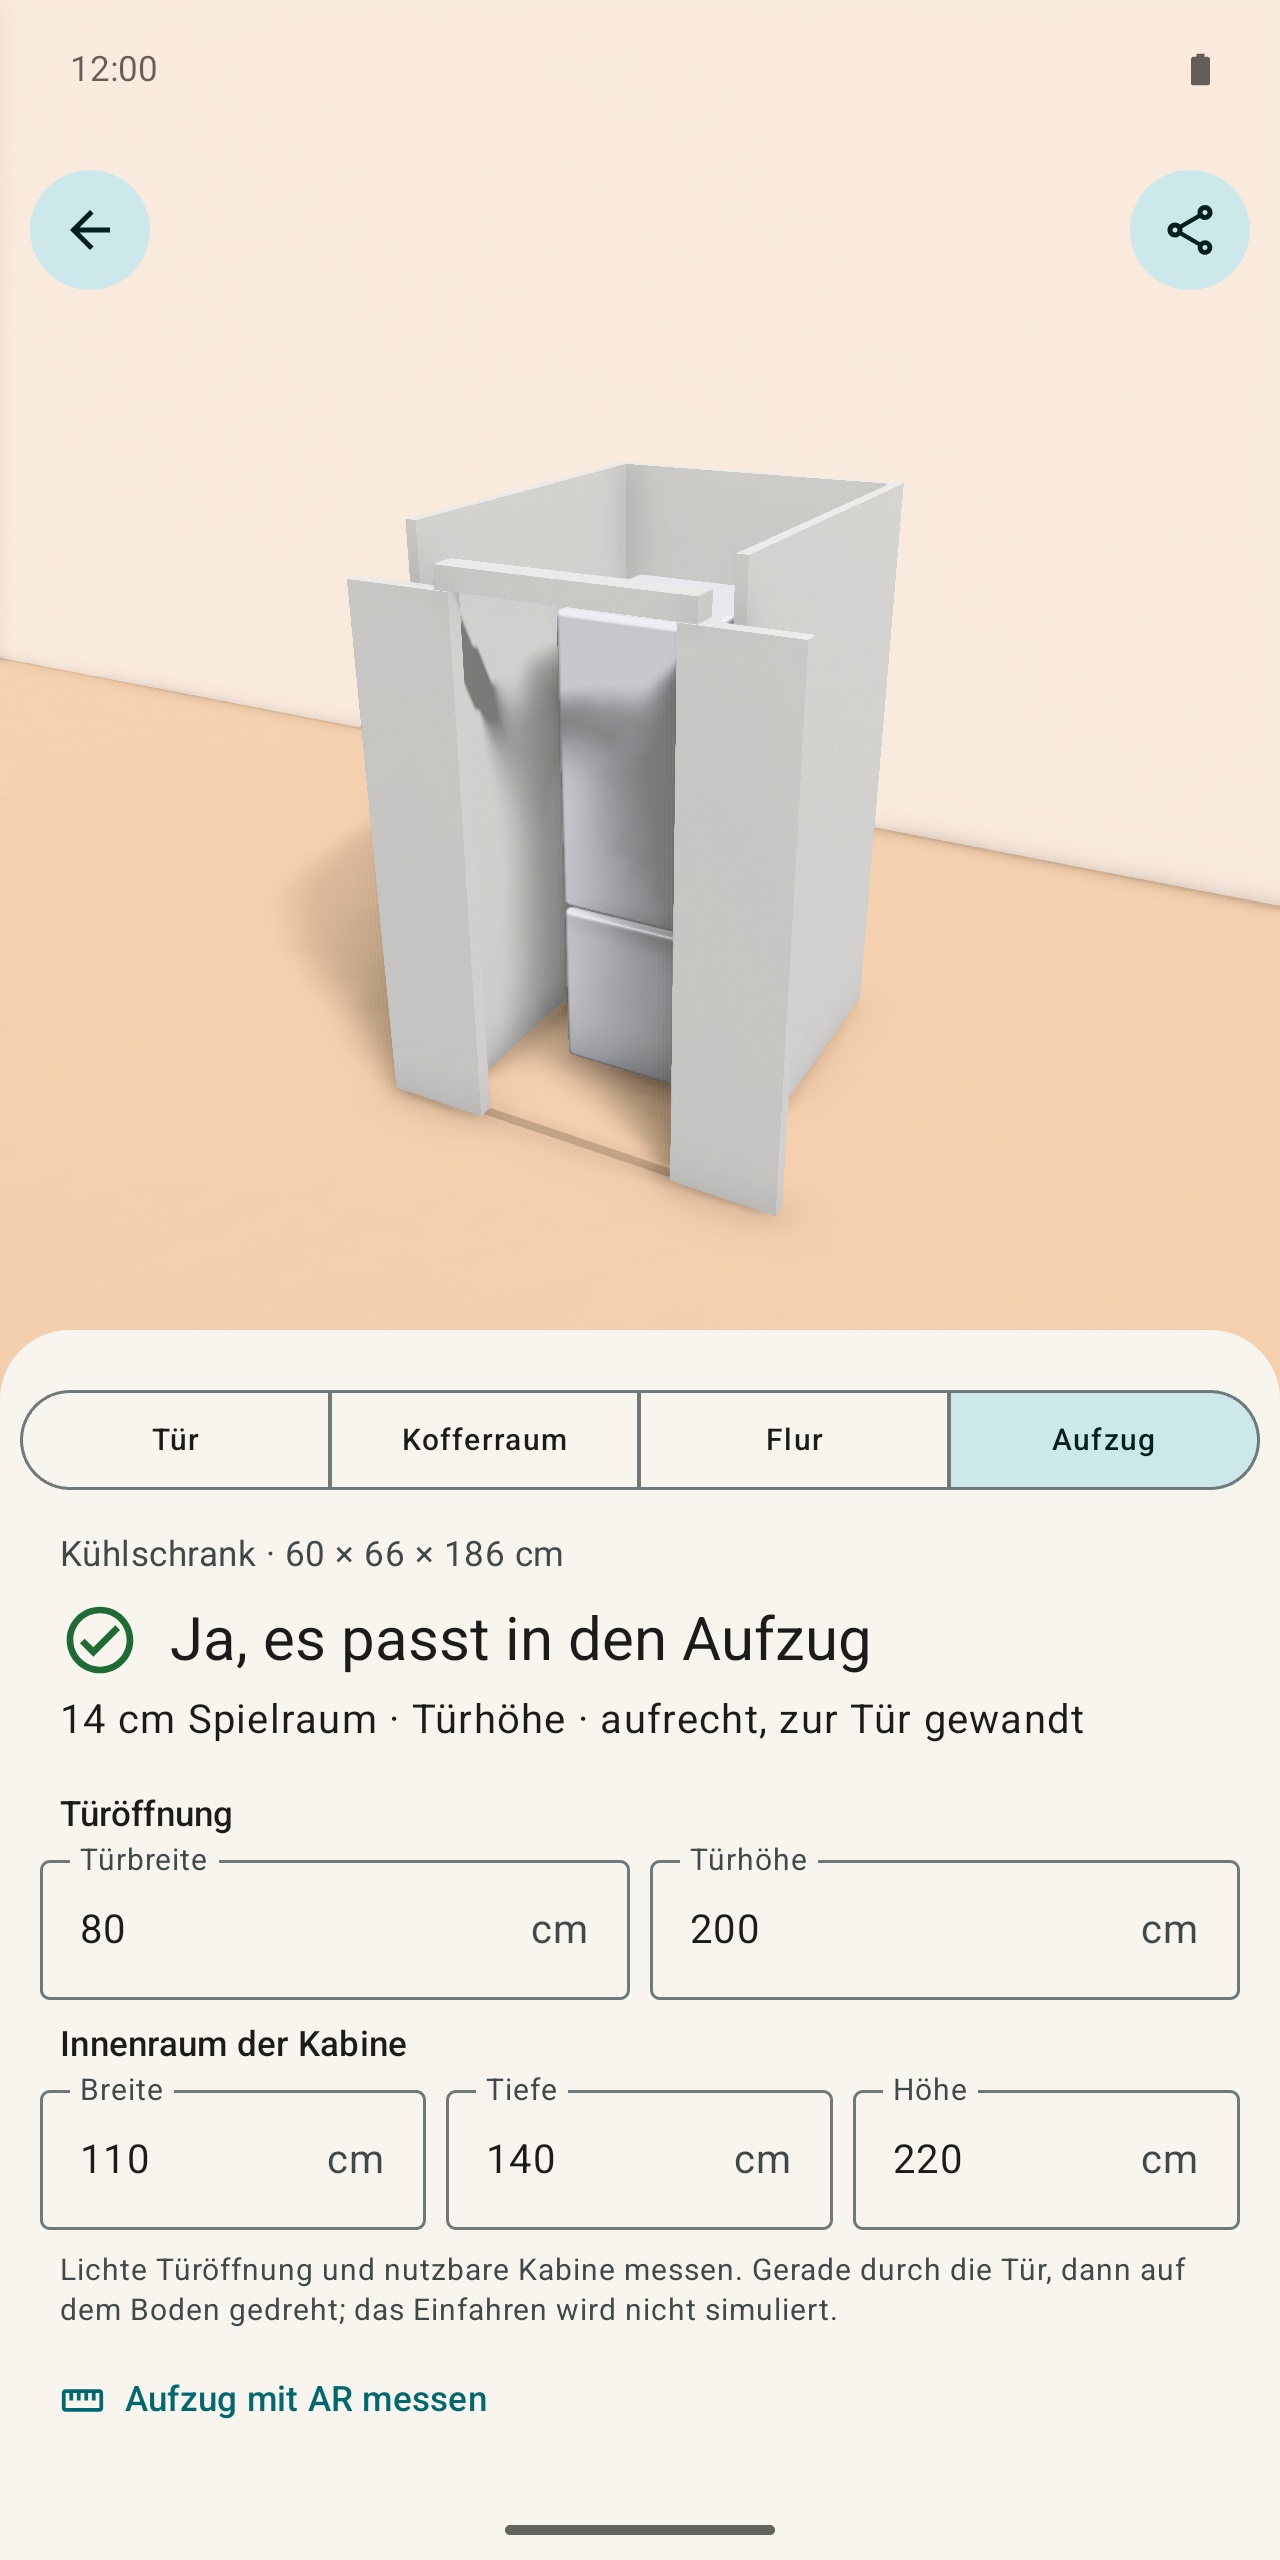 12:00
Tür
Kofferraum
Flur
Aufzug
Kühlschrank · 60 × 66 × 186 cm
Ja, es passt in den Aufzug
14 cm Spielraum · Türhöhe · aufrecht, zur Tür gewandt
Türöffnung
Türbreite
80 cm
Türhöhe
200 cm
Innenraum der Kabine
Breite
110 cm
Tiefe
140 cm
Höhe
220 cm
Lichte Türöffnung und nutzbare Kabine messen. Gerade durch die Tür, dann auf
dem Boden gedreht; das Einfahren wird nicht simuliert.
Aufzug mit AR messen